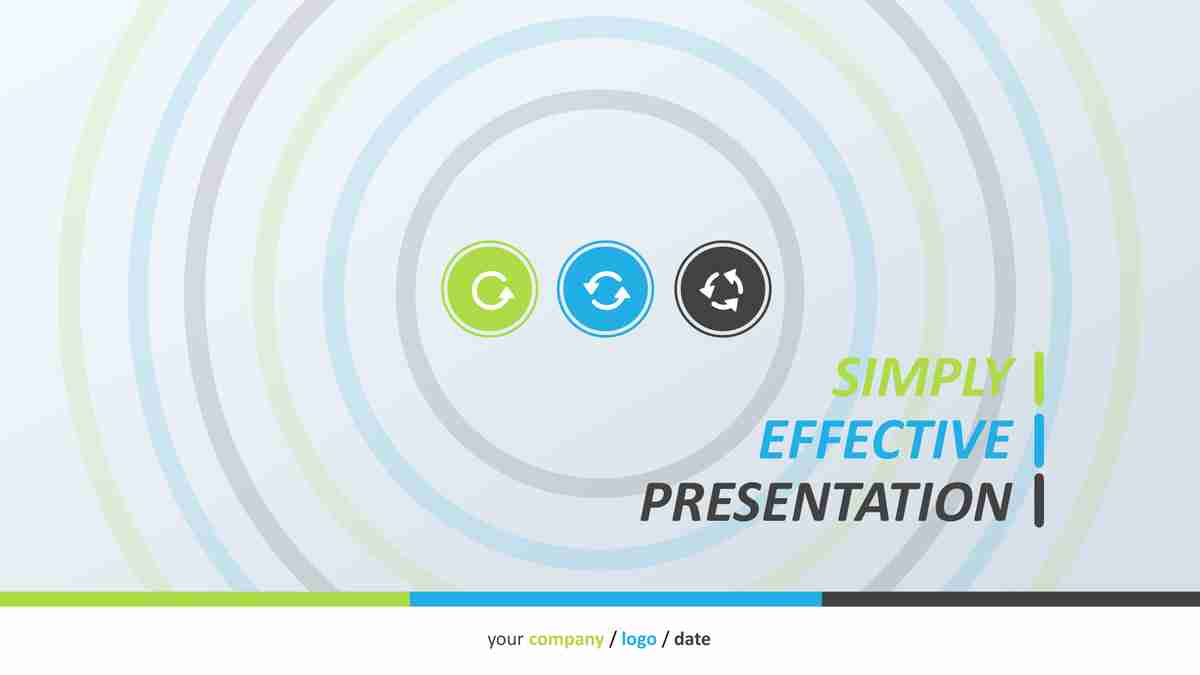 SIMPLY
EFFECTIVE
PRESENTATION
your company / logo / date